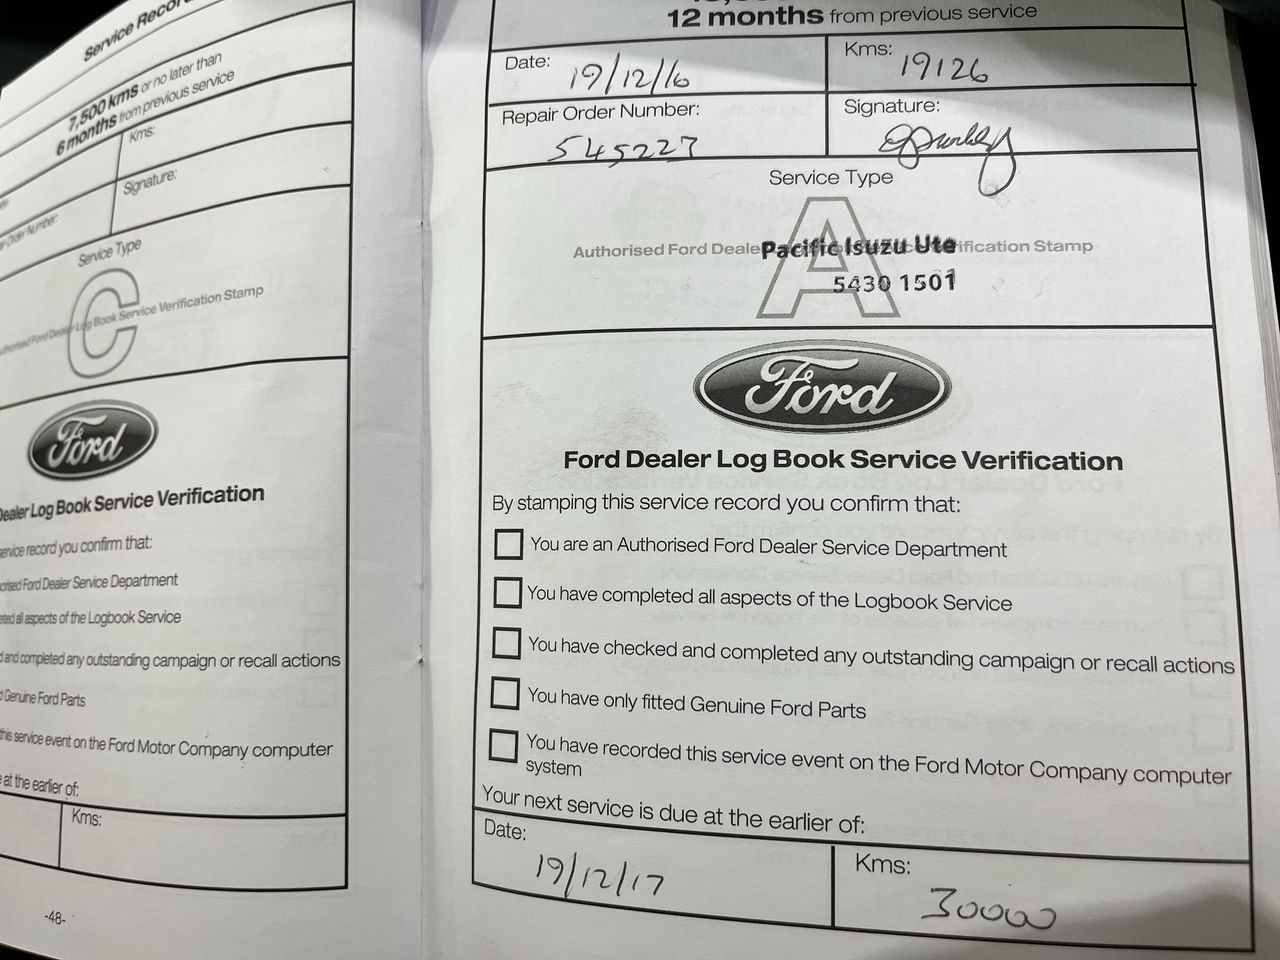 Service Record
7,500 kms or no later than
6 months from previous service
Kms:
Order Number:
Signature:
Service Type
C
Authorised Ford Dealer Log Book Service Verification Stamp
Ford
Dealer Log Book Service Verification
service record you confirm that:
Authorised Ford Dealer Service Department
all aspects of the Logbook Service
and completed any outstanding campaign or recall actions
Genuine Ford Parts
this service event on the Ford Motor Company computer
at the earlier of:
Kms:
-48-
12 months from previous service
Date: 19/12/16
Kms: 19126
Repair Order Number: 545227
Signature:
Service Type
A
Authorised Ford Deale Pacific Isuzu Ute ification Stamp
5430 1501
Ford
Ford Dealer Log Book Service Verification
By stamping this service record you confirm that:
You are an Authorised Ford Dealer Service Department
You have completed all aspects of the Logbook Service
You have checked and completed any outstanding campaign or recall actions
You have only fitted Genuine Ford Parts
You have recorded this service event on the Ford Motor Company computer
system
Your next service is due at the earlier of:
Date: 19/12/17
Kms: 30000